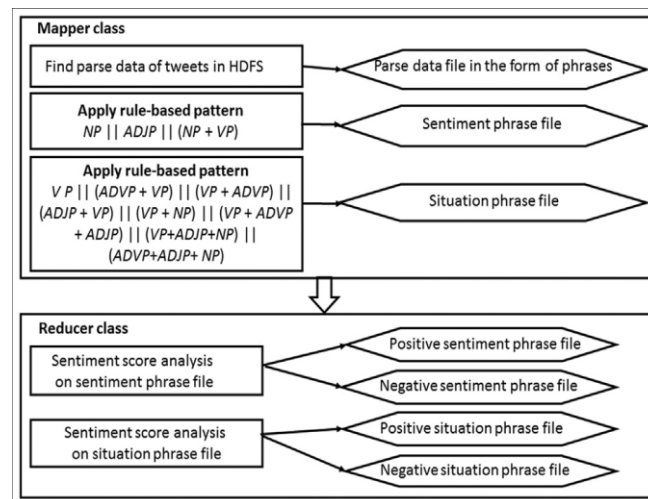 Mapper class
Find parse data of tweets in HDFS
Parse data file in the form of phrases
Apply rule-based pattern
NP || ADJP || (NP + VP)
Sentiment phrase file
Apply rule-based pattern
V P || (ADVP + VP) || (VP + ADVP) ||
(ADJP + VP) || (VP + NP) || (VP + ADVP
+ ADJP) || (VP+ADJP+NP) ||
(ADVP+ADJP+ NP)
Situation phrase file
Reducer class
Sentiment score analysis
on sentiment phrase file
Positive sentiment phrase file
Negative sentiment phrase file
Sentiment score analysis
on situation phrase file
Positive situation phrase file
Negative situation phrase file